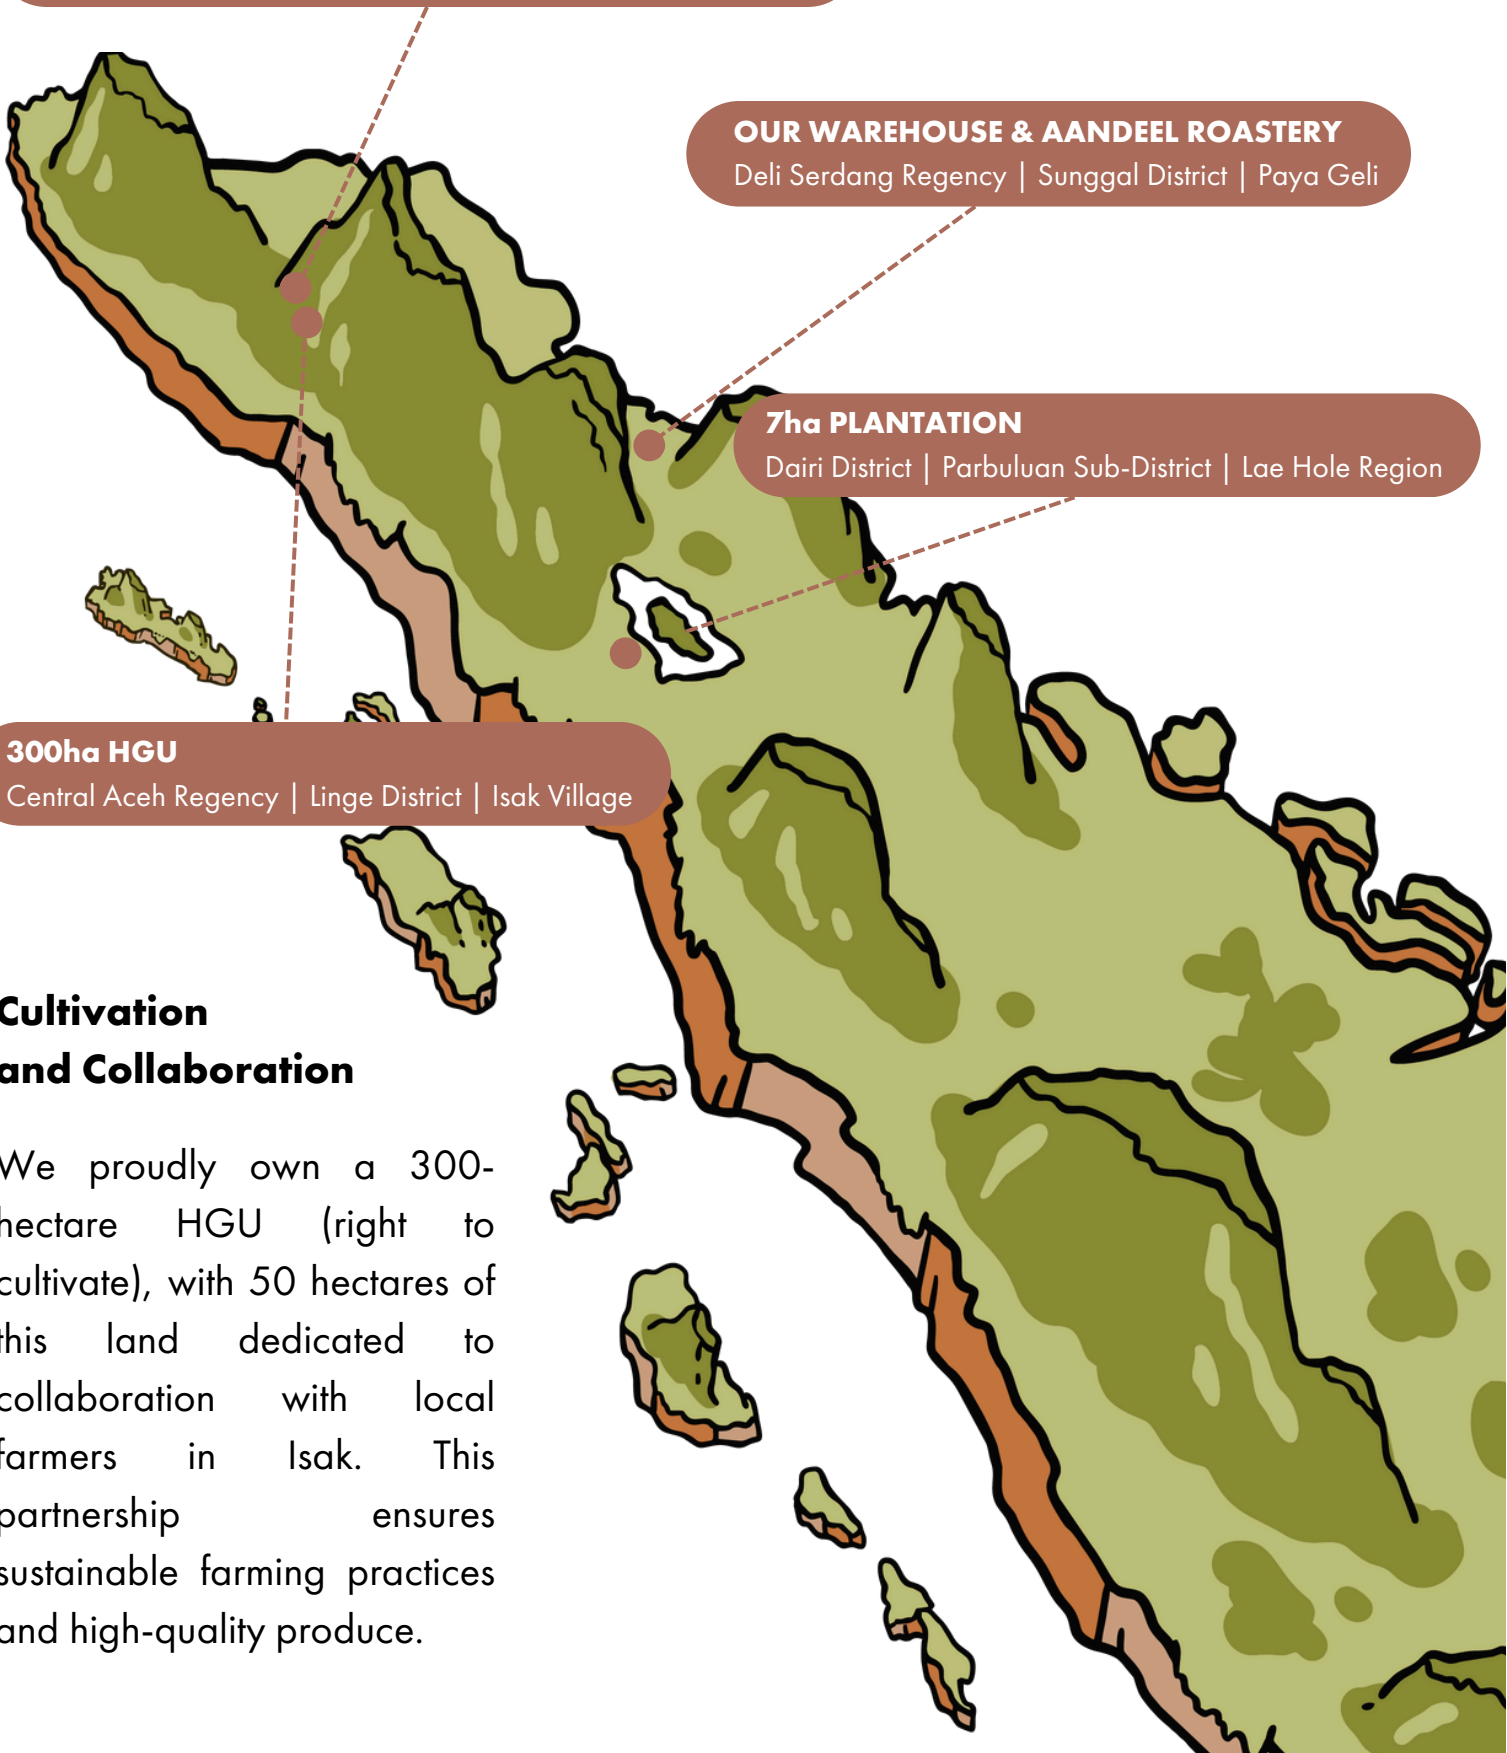 OUR WAREHOUSE & AANDEEL ROASTERY
Deli Serdang Regency | Sunggal District | Paya Geli
7ha PLANTATION
Dairi District | Parbuluan Sub-District | Lae Hole Region
300ha HGU
Central Aceh Regency | Linge District | Isak Village
Cultivation
and Collaboration
We proudly own a 300-
hectare HGU (right to
cultivate), with 50 hectares of
this land dedicated to
collaboration with local
farmers in Isak. This
partnership ensures
sustainable farming practices
and high-quality produce.